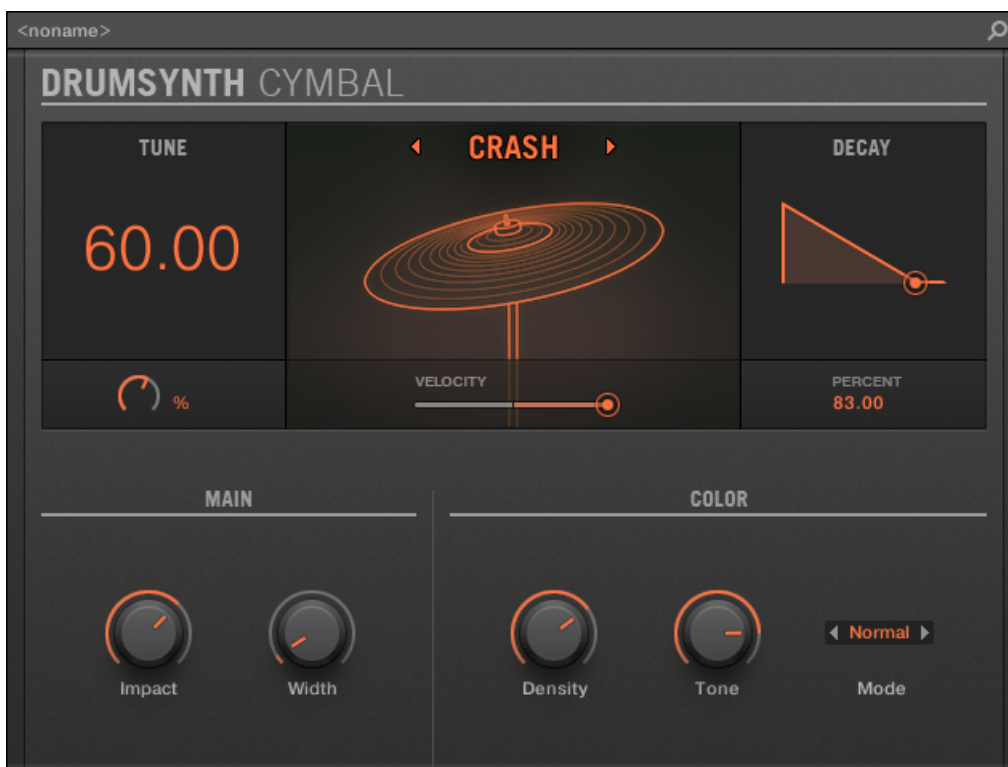 <noname>
DRUMSYNTH CYMBAL
TUNE
CRASH
DECAY
60.00
%
VELOCITY
PERCENT
83.00
MAIN
COLOR
Normal
Impact
Width
Density
Tone
Mode